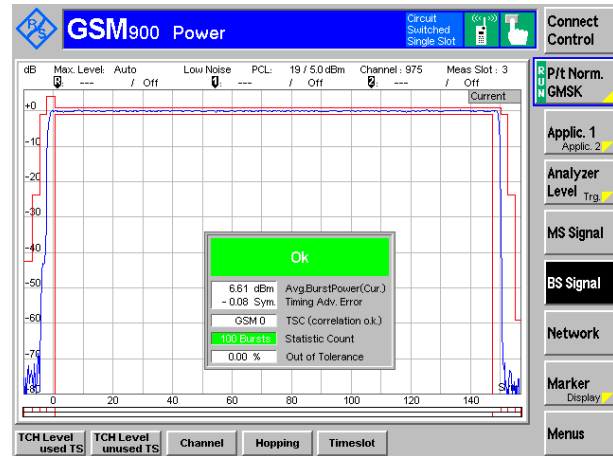 R S
GSM900 Power
Circuit Switched Single Slot
Connect Control
dB Max. Level: Auto Low Noise PCL: 19 / 5.0 dBm Channel : 975 Meas Slot : 3
--- / Off --- / Off --- / Off
Current
RUN
P/t Norm. GMSK
+0
-10
-20
-30
-40
-50
-60
Applic. 1
Applic. 2
Analyzer Level Trg.
MS Signal
BS Signal
Network
Marker
Display
Menus
Ok
6.61 dBm Avg.BurstPower(Cur.)
- 0.08 Sym. Timing Adv. Error
GSM 0 TSC (correlation o.k.)
100 Bursts Statistic Count
0.00 % Out of Tolerance
0 20 40 60 80 100 120 140
TCH Level used TS
TCH Level unused TS
Channel
Hopping
Timeslot